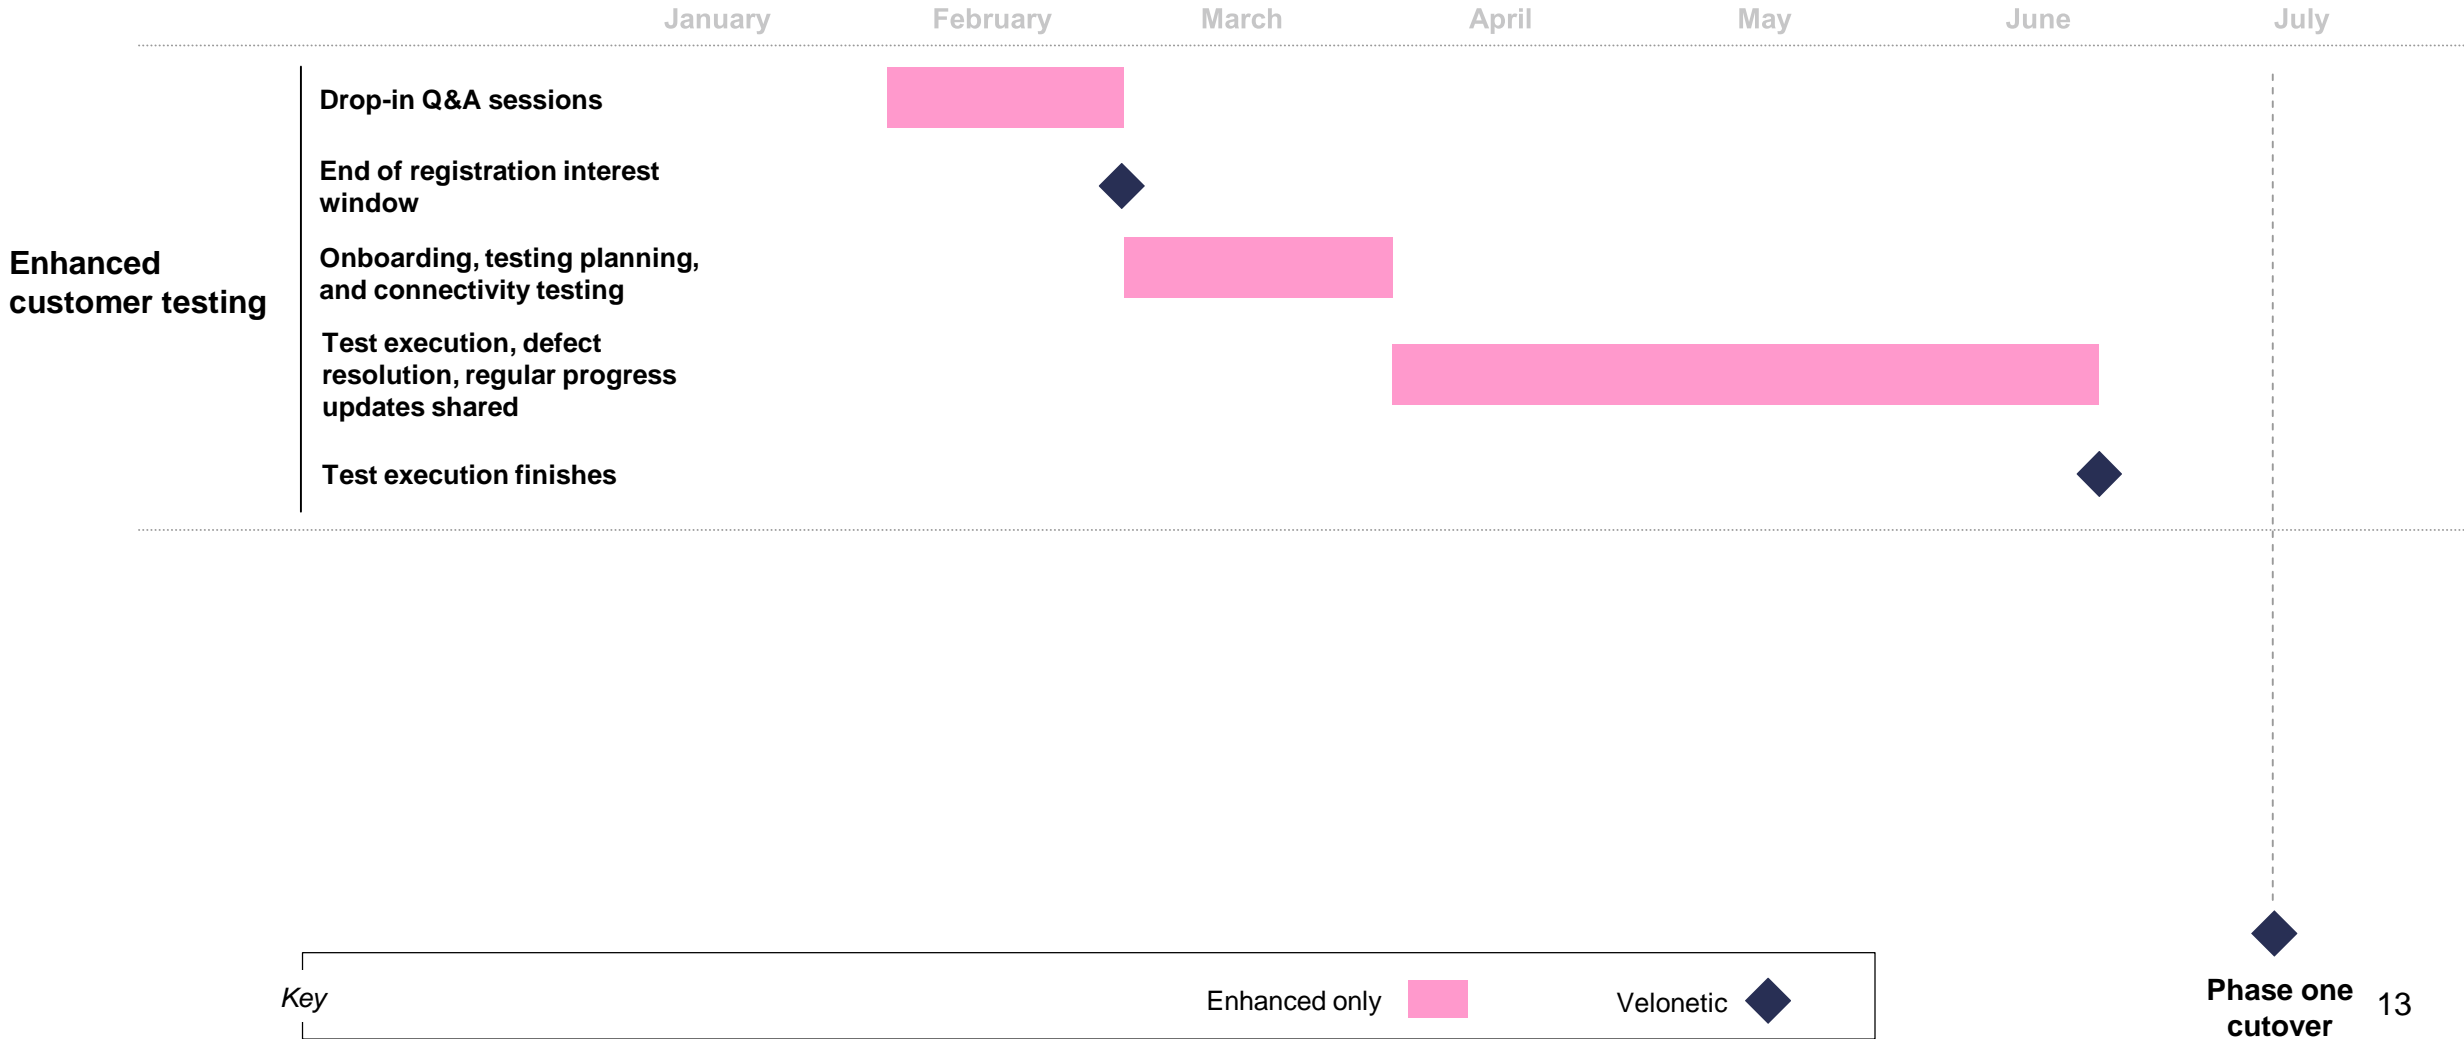 January February March April May June July
Drop-in Q&A sessions
End of registration interest
window
Enhanced
customer testing
Onboarding, testing planning,
and connectivity testing
Test execution, defect
resolution, regular progress
updates shared
Test execution finishes
Key
Enhanced only
Velonetic
Phase one
cutover
13